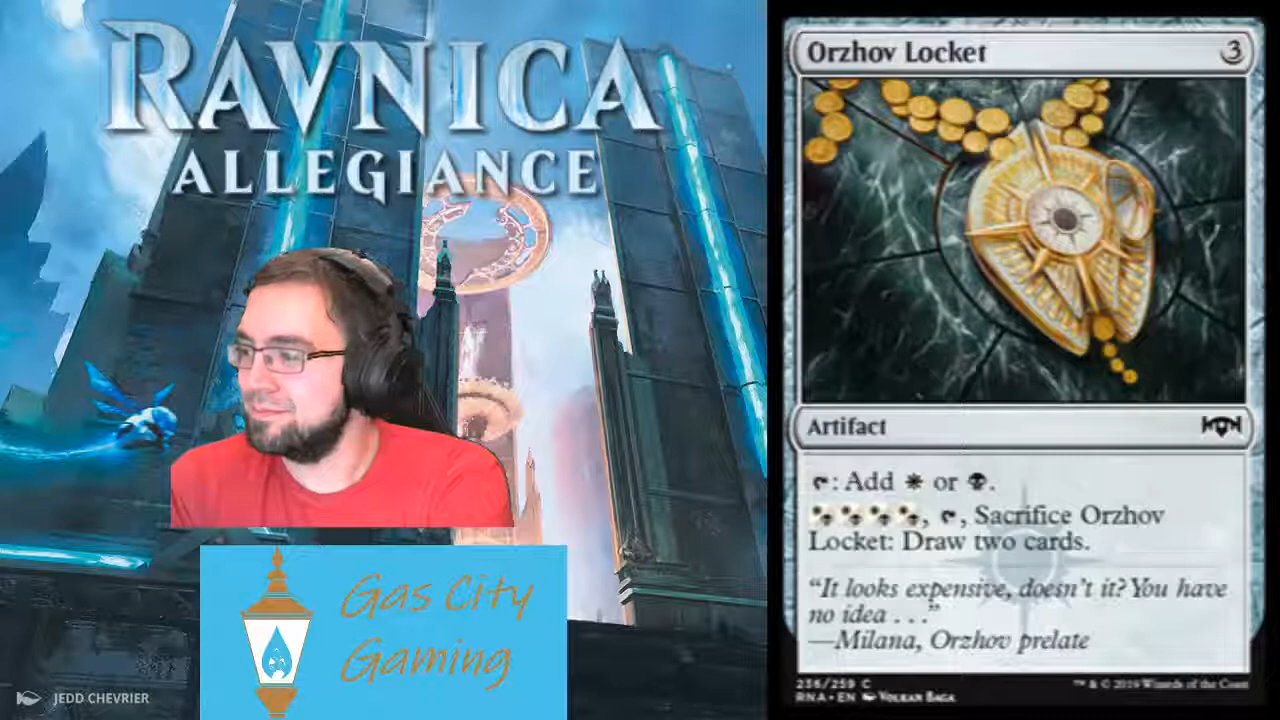 RAVNICA
ALLEGIANCE
Gas City
Gaming
JEDD CHEVRIER
Orzhov Locket 3
Artifact
: Add or .
, , Sacrifice Orzhov
Locket: Draw two cards.
"It looks expensive, doesn't it? You have
no idea . . ."
—Milana, Orzhov prelate
236/259 C
RNA • EN VOLKAN BAGA
™ & © 2019 Wizards of the Coast